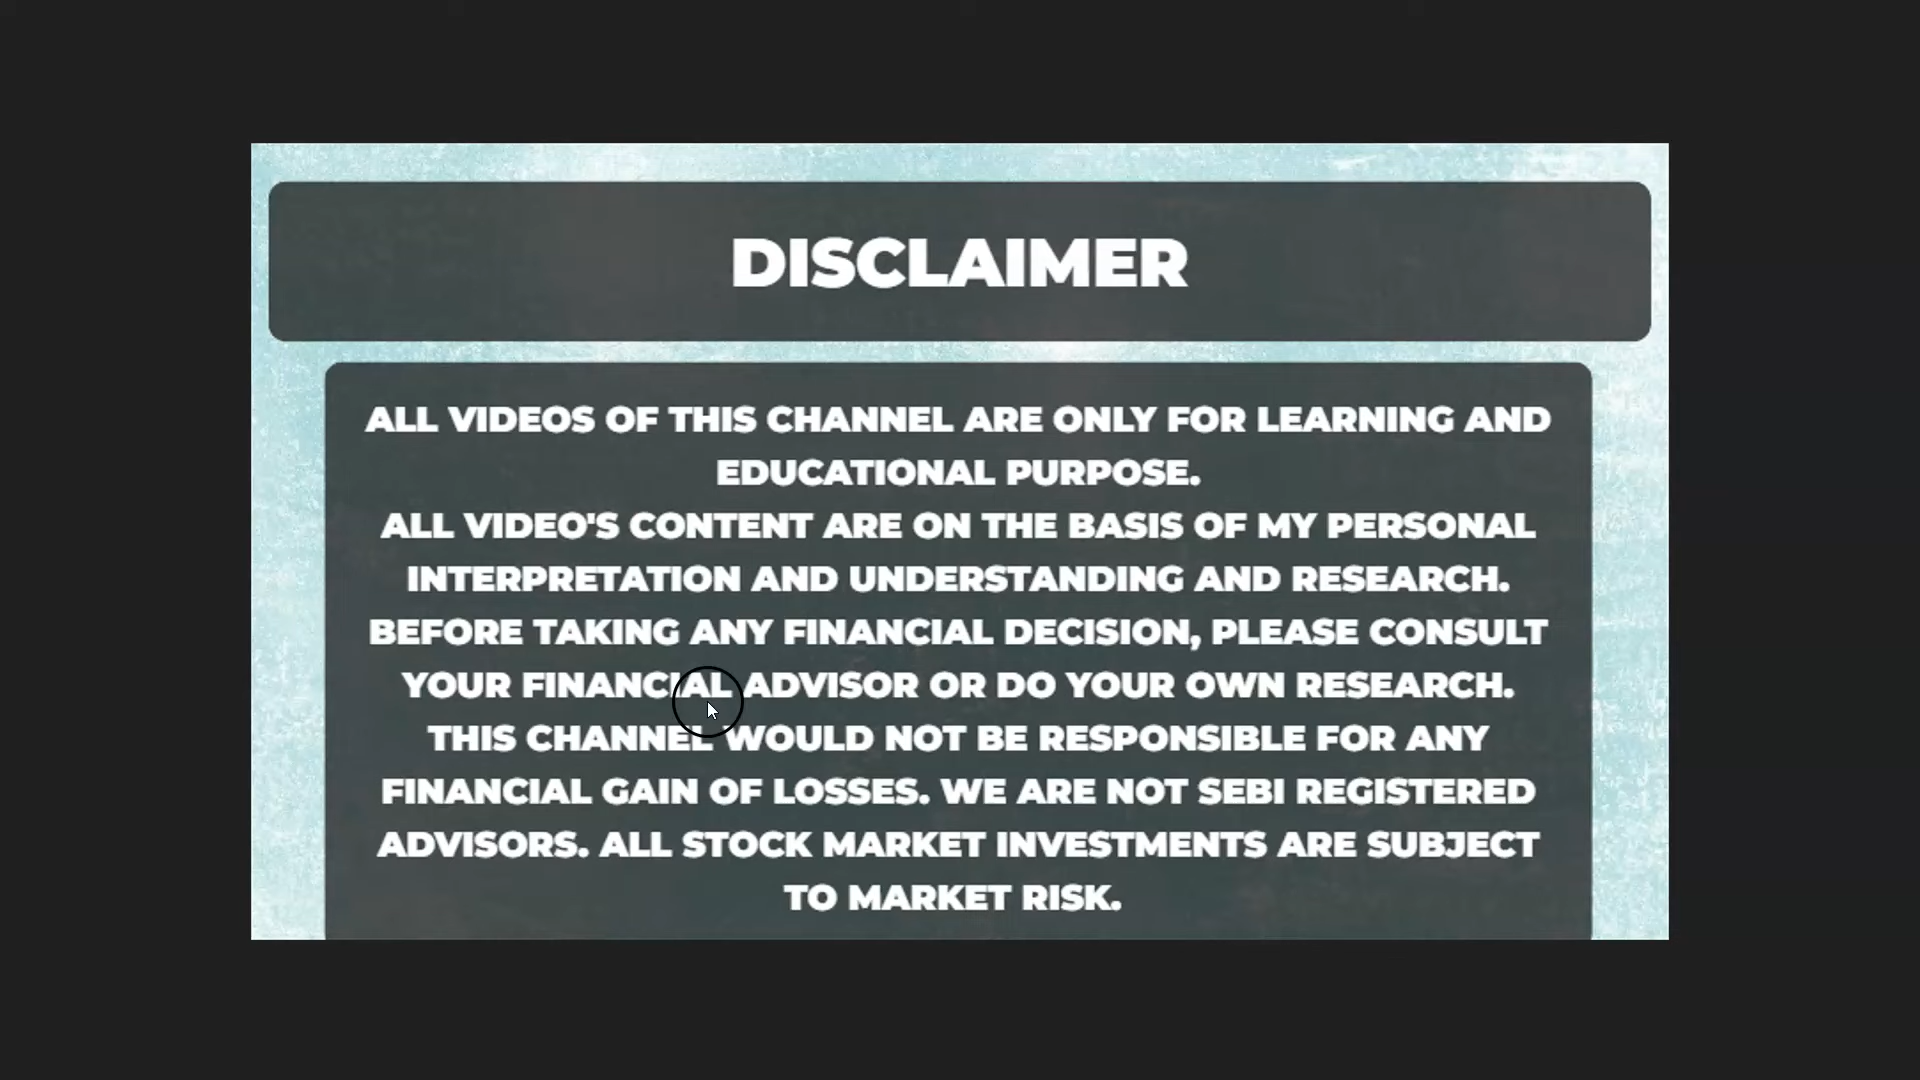 DISCLAIMER
ALL VIDEOS OF THIS CHANNEL ARE ONLY FOR LEARNING AND
EDUCATIONAL PURPOSE.
ALL VIDEO'S CONTENT ARE ON THE BASIS OF MY PERSONAL
INTERPRETATION AND UNDERSTANDING AND RESEARCH.
BEFORE TAKING ANY FINANCIAL DECISION, PLEASE CONSULT
YOUR FINANCIAL ADVISOR OR DO YOUR OWN RESEARCH.
THIS CHANNEL WOULD NOT BE RESPONSIBLE FOR ANY
FINANCIAL GAIN OF LOSSES. WE ARE NOT SEBI REGISTERED
ADVISORS. ALL STOCK MARKET INVESTMENTS ARE SUBJECT
TO MARKET RISK.